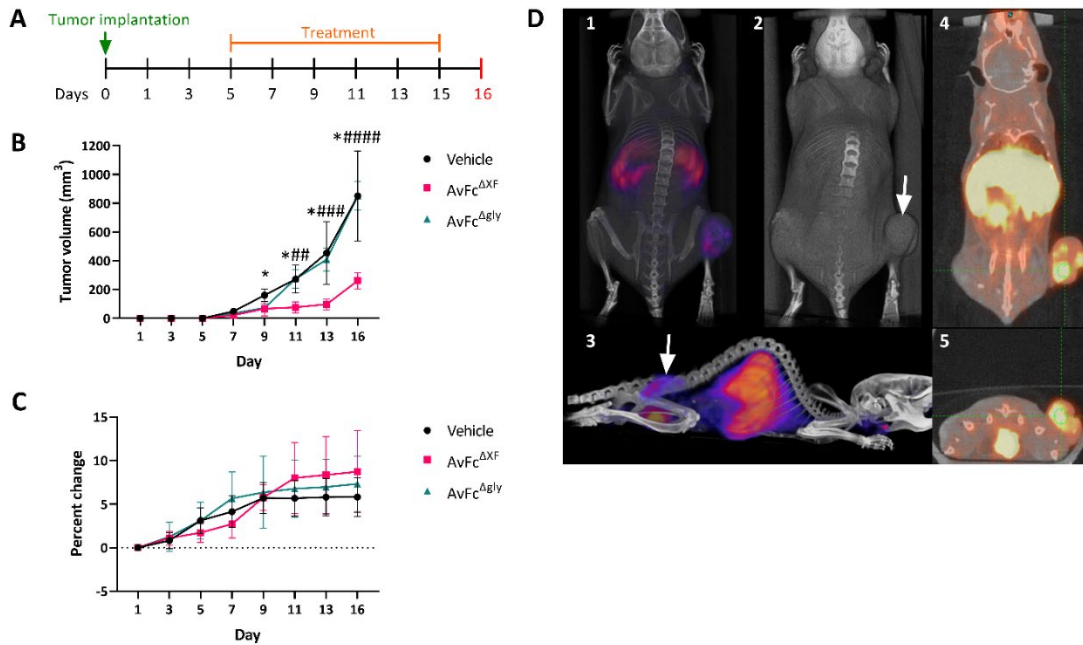 A
Tumor implantation
Treatment
Days 0 1 3 5 7 9 11 13 15 16
B
Tumor volume (mm³)
1200
1000
800
600
400
200
0
* *## *### *####
1 3 5 7 9 11 13 16
Day
Vehicle
AvFcΔXF
AvFcΔgly
C
Percent change
15
10
5
0
-5
1 3 5 7 9 11 13 16
Day
Vehicle
AvFcΔXF
AvFcΔgly
D
1 2 4
3 5